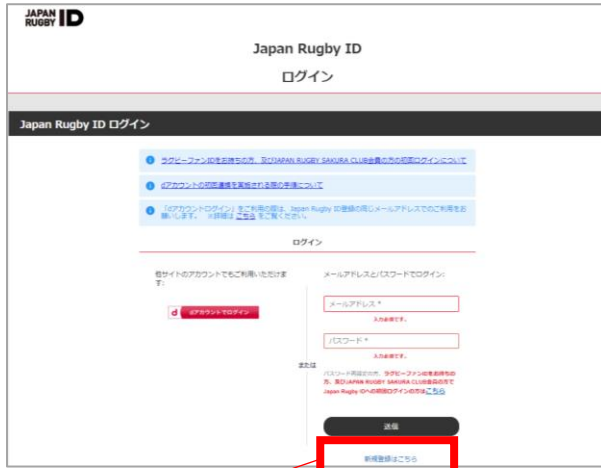 JAPAN
RUGBY ID
Japan Rugby ID
ログイン
Japan Rugby ID ログイン
ラグビーファンIDをお持ちの方、及びJAPAN RUGBY SAKURA CLUB会員の方の初回ログインについて
dアカウントの初回連携を実施される際の手順について
「dアカウントログイン」をご利用の際は、Japan Rugby ID登録の同じメールアドレスでのご利用をお
願いします。 ※詳細は こちら をご覧ください。
ログイン
他サイトのアカウントでもご利用いただけま
す:
d dアカウントでログイン
または
メールアドレスとパスワードでログイン:
メールアドレス *
入力必須です。
パスワード *
入力必須です。
パスワード再設定の方、ラグビーファンIDをお持ちの
方、及びJAPAN RUGBY SAKURA CLUB会員の方で
Japan Rugby IDへの初回ログインの方はこちら
送信
新規登録はこちら